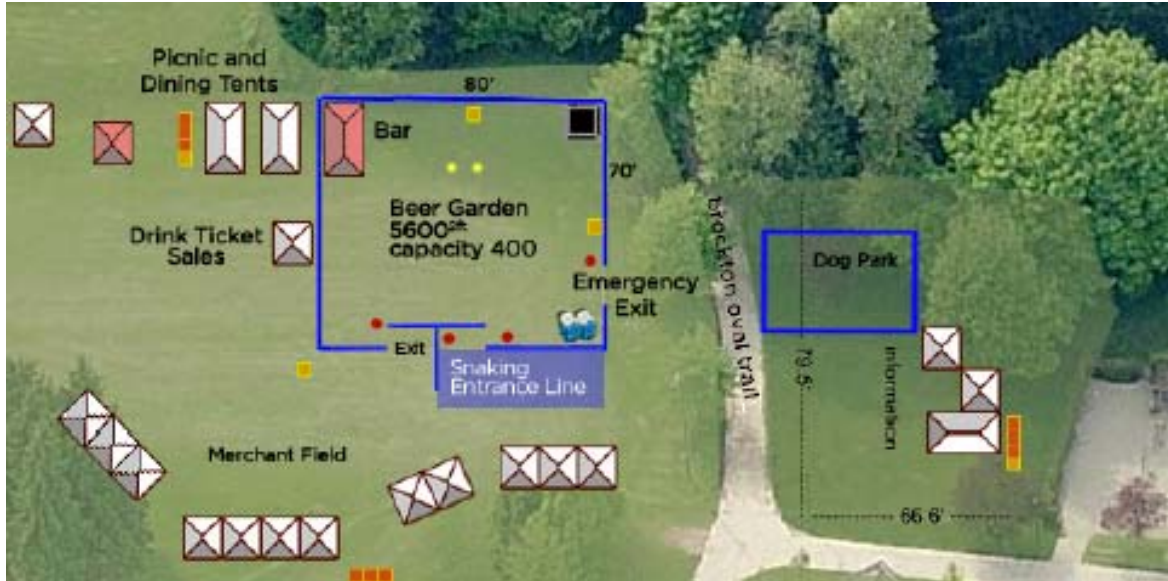 Picnic and
Dining Tents
80'
Bar
70'
Beer Garden
5600sqft
capacity 400
Drink Ticket
Sales
Emergency
Exit
Exit
Snaking
Entrance Line
Merchant Field
brockton oval trail
Dog Park
79.5'
information
66.6'